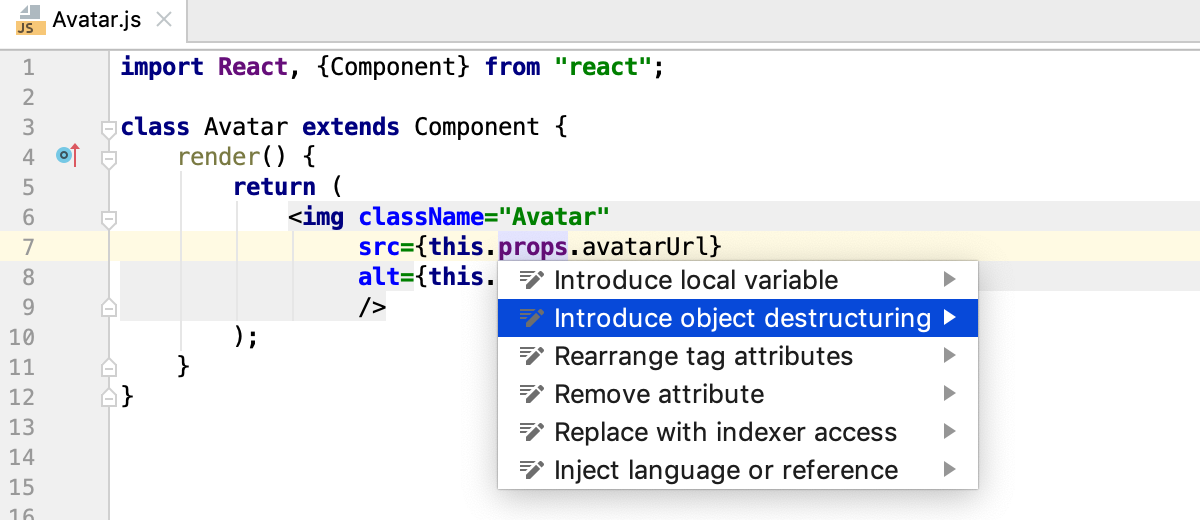 JS Avatar.js
1 import React, {Component} from "react";
2
3 class Avatar extends Component {
4 render() {
5 return (
6 <img className="Avatar"
7 src={this.props.avatarUrl}
8 alt={this.
9 />
10 );
11 }
12 }
13
14
15
16
Introduce local variable
Introduce object destructuring
Rearrange tag attributes
Remove attribute
Replace with indexer access
Inject language or reference